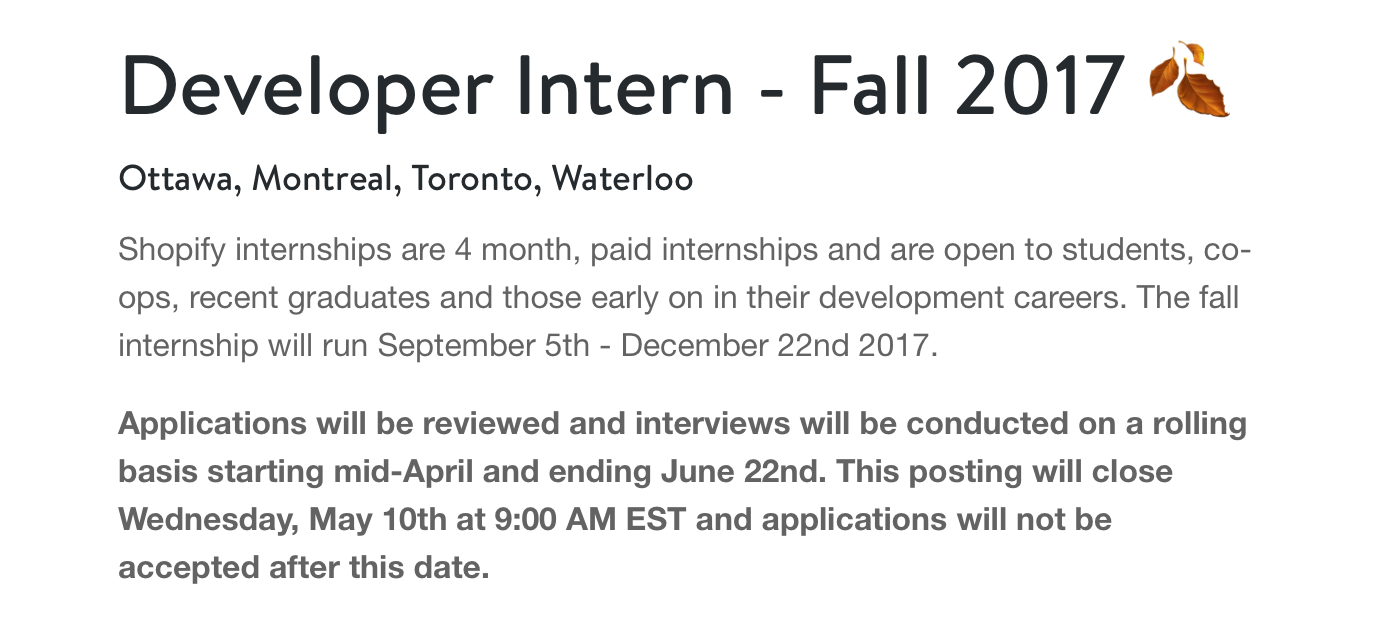 Developer Intern - Fall 2017 🍂
Ottawa, Montreal, Toronto, Waterloo
Shopify internships are 4 month, paid internships and are open to students, co-
ops, recent graduates and those early on in their development careers. The fall
internship will run September 5th - December 22nd 2017.
Applications will be reviewed and interviews will be conducted on a rolling
basis starting mid-April and ending June 22nd. This posting will close
Wednesday, May 10th at 9:00 AM EST and applications will not be
accepted after this date.